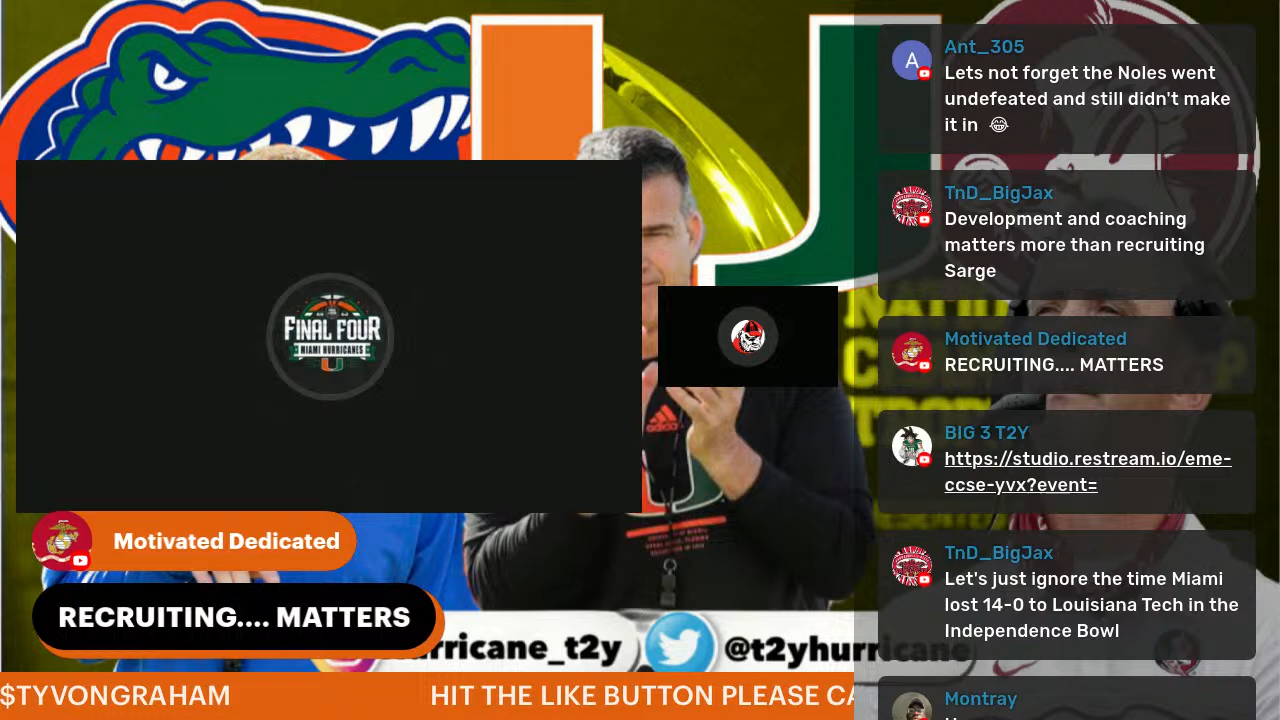 Ant_305
Lets not forget the Noles went
undefeated and still didn't make
it in 😂
TnD_BigJax
Development and coaching
matters more than recruiting
Sarge
Motivated Dedicated
RECRUITING.... MATTERS
BIG 3 T2Y
https://studio.restream.io/eme-
ccse-yvx?event=
TnD_BigJax
Let's just ignore the time Miami
lost 14-0 to Louisiana Tech in the
Independence Bowl
Montray
A
FINAL FOUR
MIAMI HURRICANES
adidas
Motivated Dedicated
RECRUITING.... MATTERS
rricane_t2y
@t2yhurricane
$TYVONGRAHAM
HIT THE LIKE BUTTON PLEASE CA